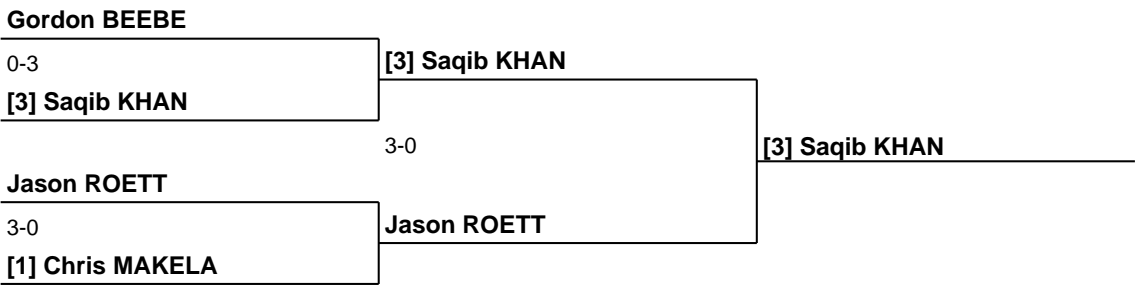 Gordon BEEBE
0-3
[3] Saqib KHAN
[3] Saqib KHAN
3-0
[3] Saqib KHAN
Jason ROETT
3-0
Jason ROETT
[1] Chris MAKELA